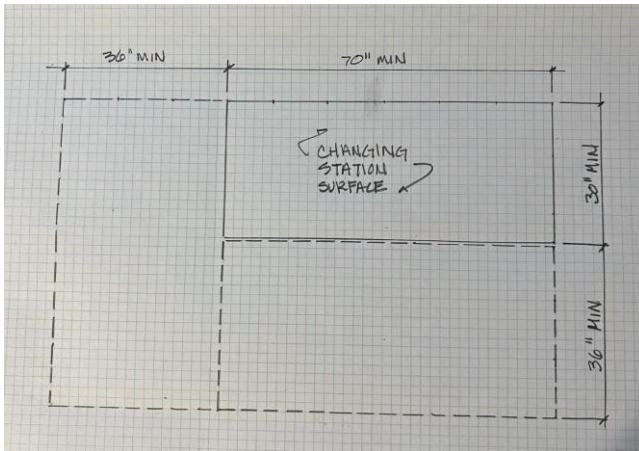 36" MIN
70" MIN
CHANGING
STATION
SURFACE
30" MIN
36" MIN